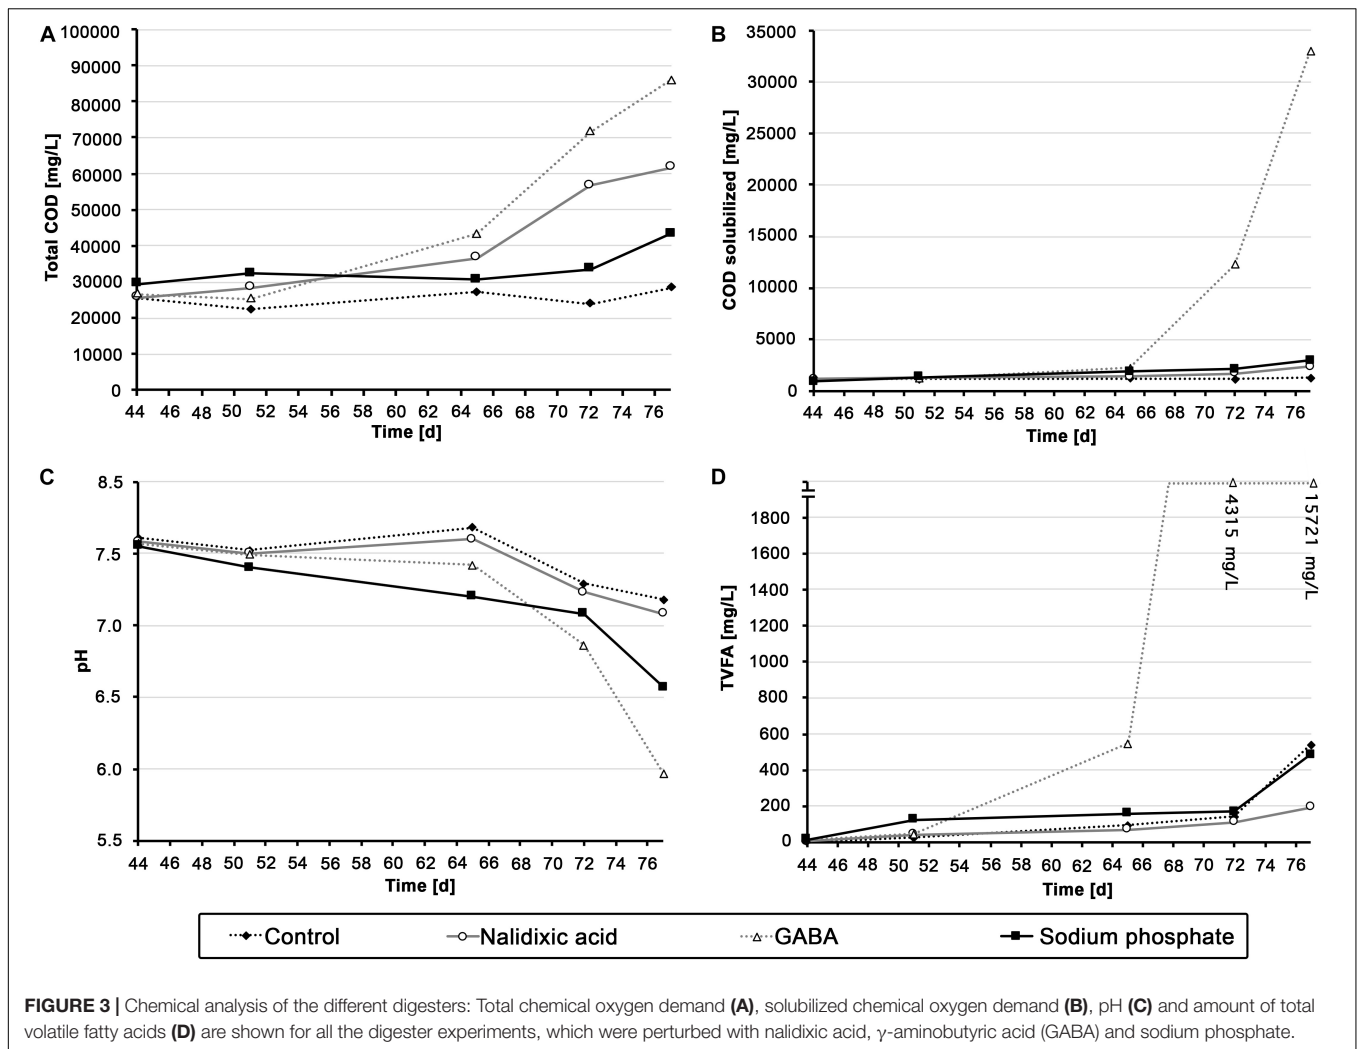 A
100000
90000
80000
70000
60000
50000
40000
30000
20000
10000
0
Total COD [mg/L]
44 46 48 50 52 54 56 58 60 62 64 66 68 70 72 74 76
Time [d]
B
35000
30000
25000
20000
15000
10000
5000
0
COD solubilized [mg/L]
44 46 48 50 52 54 56 58 60 62 64 66 68 70 72 74 76
Time [d]
C
8.5
7.5
7.0
6.5
6.0
5.5
pH
44 46 48 50 52 54 56 58 60 62 64 66 68 70 72 74 76
Time [d]
D
1800
1600
1400
1200
1000
800
600
400
200
0
TVFA [mg/L]
4315 mg/L
15721 mg/L
44 46 48 50 52 54 56 58 60 62 64 66 68 70 72 74 76
Time [d]
Control Nalidixic acid GABA Sodium phosphate
FIGURE 3 | Chemical analysis of the different digesters: Total chemical oxygen demand (A), solubilized chemical oxygen demand (B), pH (C) and amount of total
volatile fatty acids (D) are shown for all the digester experiments, which were perturbed with nalidixic acid, γ-aminobutyric acid (GABA) and sodium phosphate.